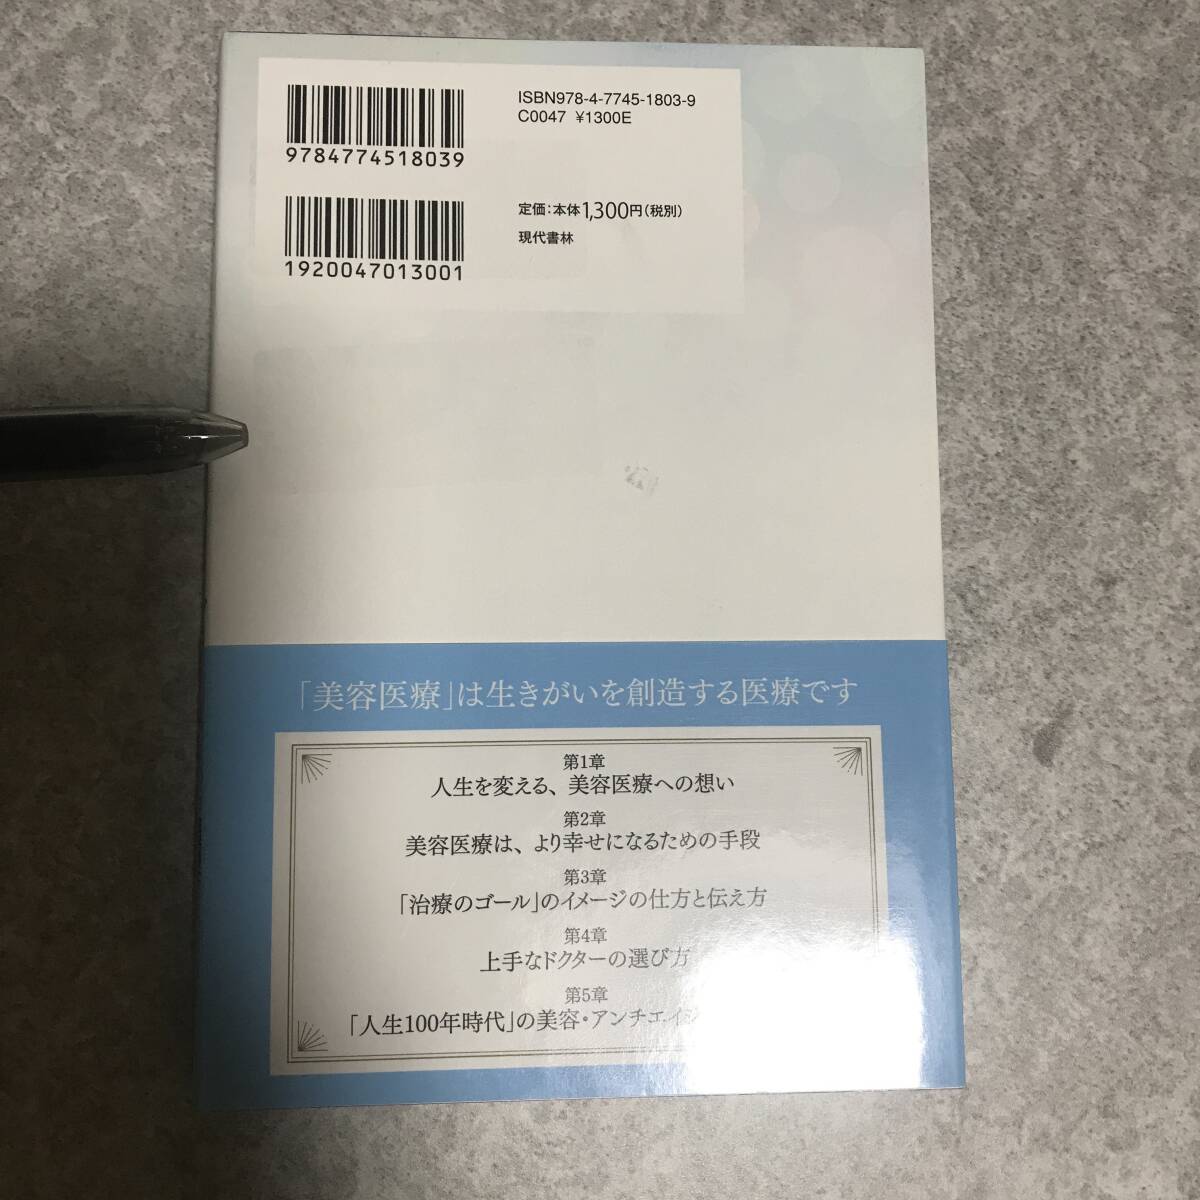 ISBN978-4-7745-1803-9
C0047 ¥1300E
9784774518039
定価:本体1,300円(税別)
現代書林
1920047013001
「美容医療」は生きがいを創造する医療です
第1章
人生を変える、美容医療への想い
第2章
美容医療は、より幸せになるための手段
第3章
「治療のゴール」のイメージの仕方と伝え方
第4章
上手なドクターの選び方
第5章
「人生100年時代」の美容・アンチエイジ